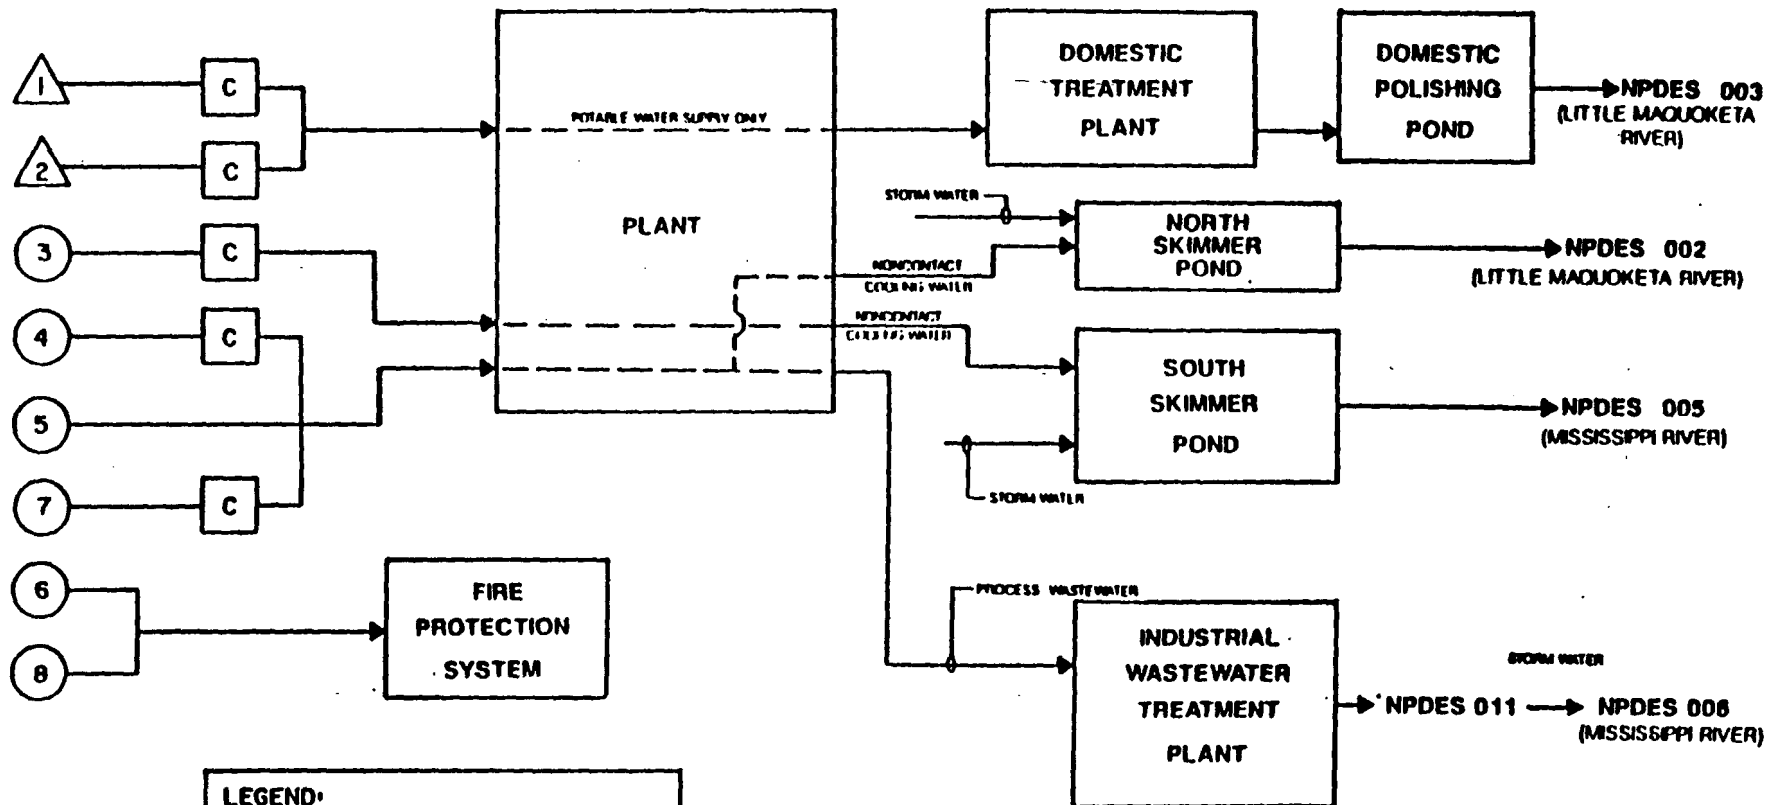 1
C
2
C
3
C
4
C
5
7
C
6
8
POTABLE WATER SUPPLY ONLY
PLANT
FIRE
PROTECTION
SYSTEM
DOMESTIC
TREATMENT
PLANT
DOMESTIC
POLISHING
POND
NPDES 003
(LITTLE MAQUOKETA
RIVER)
STORM WATER
NORTH
SKIMMER
POND
NPDES 002
(LITTLE MAQUOKETA RIVER)
NONCONTACT
COOLING WATER
NONCONTACT
COOLING WATER
SOUTH
SKIMMER
POND
NPDES 005
(MISSISSIPPI RIVER)
STORM WATER
PROCESS WASTEWATER
INDUSTRIAL
WASTEWATER
TREATMENT
PLANT
STORM WATER
NPDES 011
NPDES 006
(MISSISSIPPI RIVER)
LEGEND: